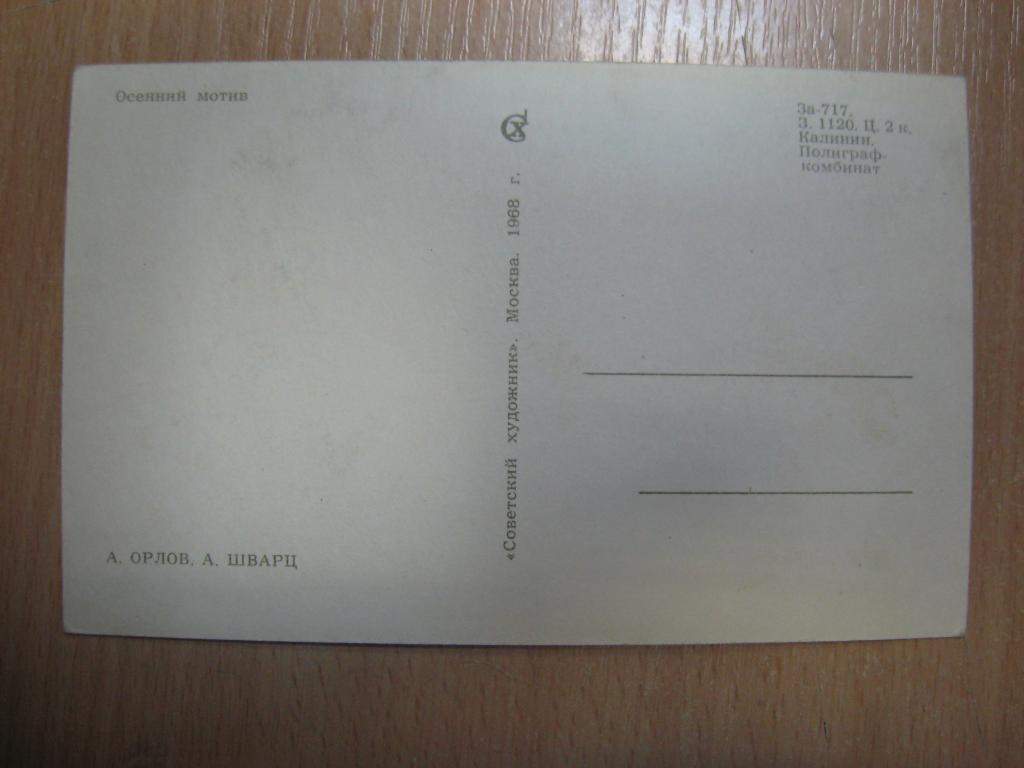 Осенний мотив
А. ОРЛОВ, А. ШВАРЦ
«Советский художник». Москва. 1968 г.
За-717.
З. 1120. Ц. 2 к.
Калинин.
Полиграф-
комбинат